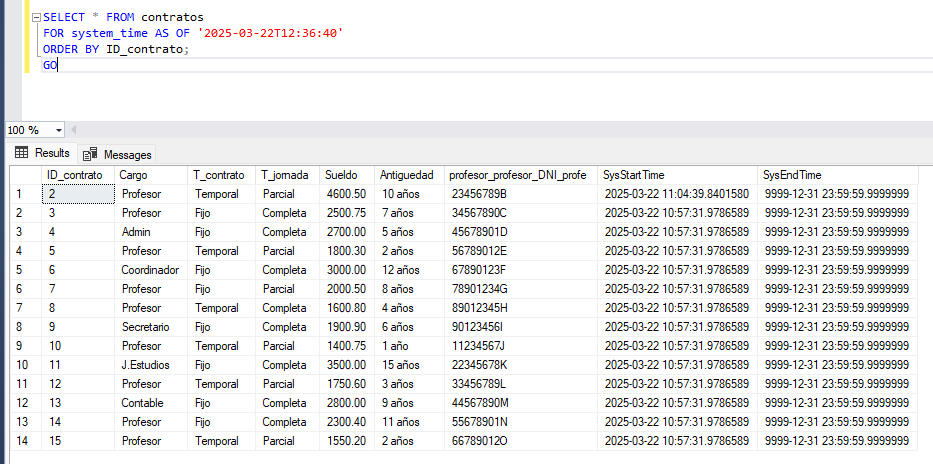 SELECT * FROM contratos
FOR system_time AS OF '2025-03-22T12:36:40'
ORDER BY ID_contrato;
GO
100 %
Results Messages
ID_contrato Cargo T_contrato T_jornada Sueldo Antiguedad profesor_profesor_DNI_profe SysStartTime SysEndTime
1 2 Profesor Temporal Parcial 4600.50 10 años 23456789B 2025-03-22 11:04:39.8401580 9999-12-31 23:59:59.9999999
2 3 Profesor Fijo Completa 2500.75 7 años 34567890C 2025-03-22 10:57:31.9786589 9999-12-31 23:59:59.9999999
3 4 Admin Fijo Completa 2700.00 5 años 45678901D 2025-03-22 10:57:31.9786589 9999-12-31 23:59:59.9999999
4 5 Profesor Temporal Parcial 1800.30 2 años 56789012E 2025-03-22 10:57:31.9786589 9999-12-31 23:59:59.9999999
5 6 Coordinador Fijo Completa 3000.00 12 años 67890123F 2025-03-22 10:57:31.9786589 9999-12-31 23:59:59.9999999
6 7 Profesor Fijo Parcial 2000.50 8 años 78901234G 2025-03-22 10:57:31.9786589 9999-12-31 23:59:59.9999999
7 8 Profesor Temporal Completa 1600.80 4 años 89012345H 2025-03-22 10:57:31.9786589 9999-12-31 23:59:59.9999999
8 9 Secretario Fijo Completa 1900.90 6 años 90123456I 2025-03-22 10:57:31.9786589 9999-12-31 23:59:59.9999999
9 10 Profesor Temporal Parcial 1400.75 1 año 11234567J 2025-03-22 10:57:31.9786589 9999-12-31 23:59:59.9999999
10 11 J.Estudios Fijo Completa 3500.00 15 años 22345678K 2025-03-22 10:57:31.9786589 9999-12-31 23:59:59.9999999
11 12 Profesor Temporal Parcial 1750.60 3 años 33456789L 2025-03-22 10:57:31.9786589 9999-12-31 23:59:59.9999999
12 13 Contable Fijo Completa 2800.00 9 años 44567890M 2025-03-22 10:57:31.9786589 9999-12-31 23:59:59.9999999
13 14 Profesor Fijo Completa 2300.40 11 años 55678901N 2025-03-22 10:57:31.9786589 9999-12-31 23:59:59.9999999
14 15 Profesor Temporal Parcial 1550.20 2 años 66789012O 2025-03-22 10:57:31.9786589 9999-12-31 23:59:59.9999999